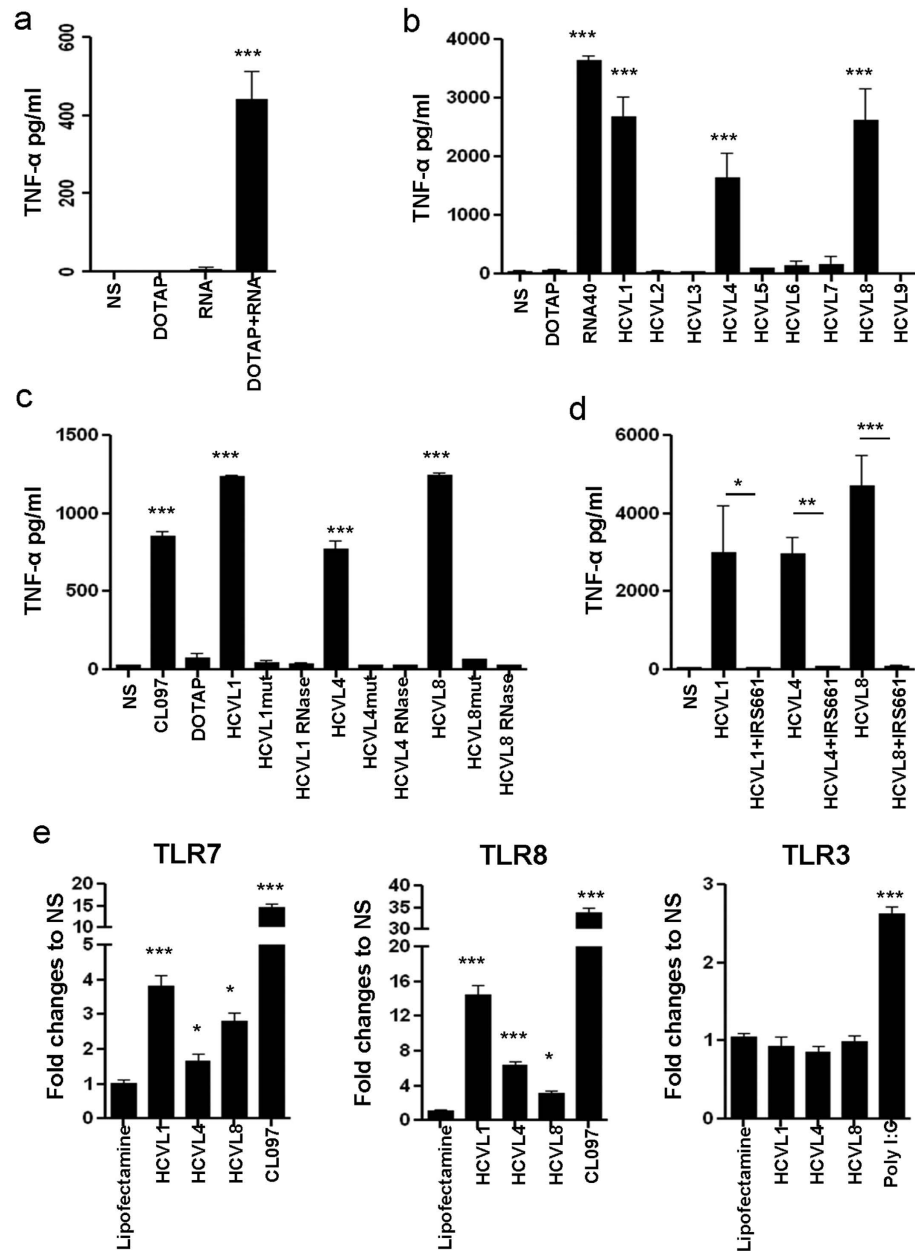 a
TNF-α pg/ml
600
400
200
0
***
NS
DOTAP
RNA
DOTAP+RNA
b
TNF-α pg/ml
4000
3000
2000
1000
0
***
***
***
***
NS
DOTAP
RNA40
HCVL1
HCVL2
HCVL3
HCVL4
HCVL5
HCVL6
HCVL7
HCVL8
HCVL9
c
TNF-α pg/ml
1500
1000
500
0
***
***
***
***
NS
CL097
DOTAP
HCVL1
HCVL1mut
HCVL1 RNase
HCVL4
HCVL4mut
HCVL4 RNase
HCVL8
HCVL8mut
HCVL8 RNase
d
TNF-α pg/ml
6000
4000
2000
0
*
**
***
NS
HCVL1
HCVL1+IRS661
HCVL4
HCVL4+IRS661
HCVL8
HCVL8+IRS661
e
TLR7
Fold changes to NS
20
15
10
5
4
3
2
1
0
***
*
*
***
Lipofectamine
HCVL1
HCVL4
HCVL8
CL097
TLR8
Fold changes to NS
40
35
30
25
20
16
12
8
4
0
***
***
*
***
Lipofectamine
HCVL1
HCVL4
HCVL8
CL097
TLR3
Fold changes to NS
3
2
1
0
***
Lipofectamine
HCVL1
HCVL4
HCVL8
Poly I:C